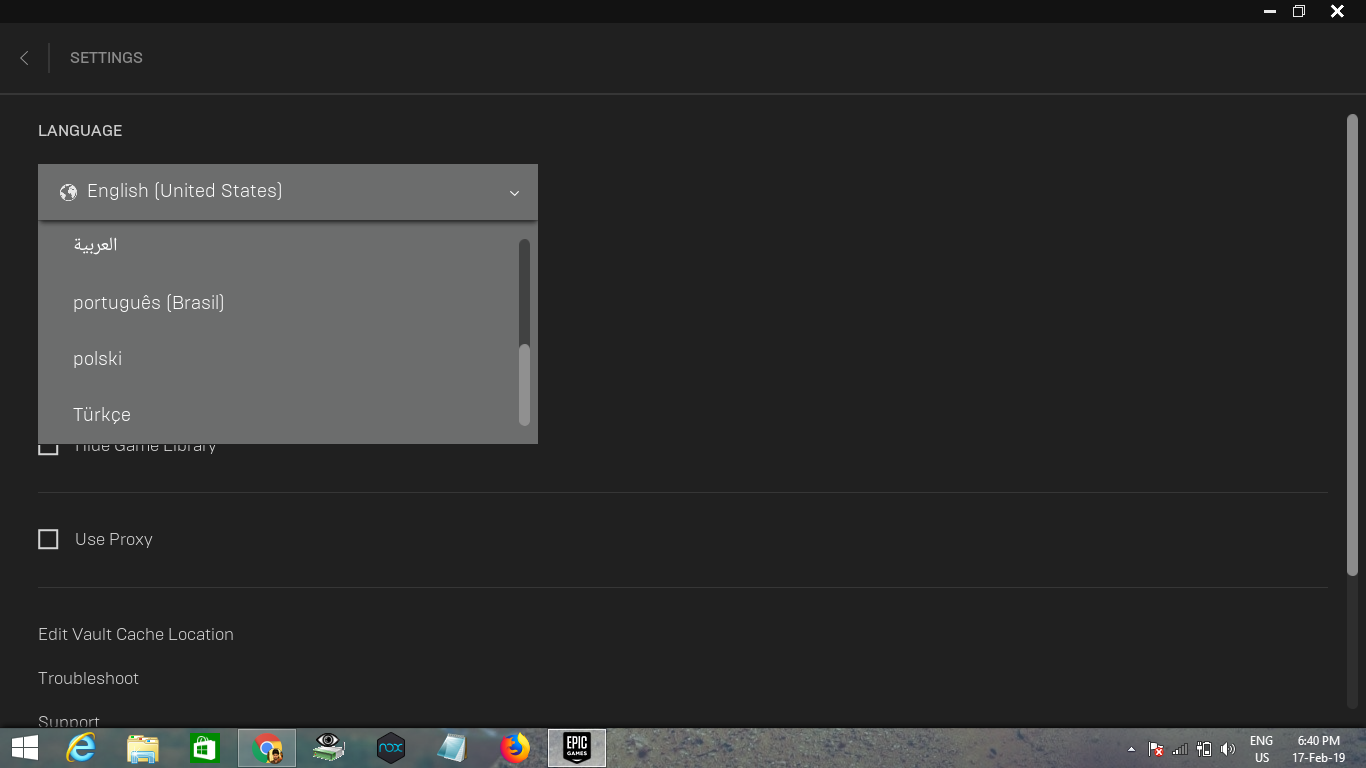 SETTINGS
LANGUAGE
English (United States)
العربية
português (Brasil)
polski
Türkçe
Hide Game Library
Use Proxy
Edit Vault Cache Location
Troubleshoot
Support
nox
EPIC
GAMES
ENG
US
6:40 PM
17-Feb-19